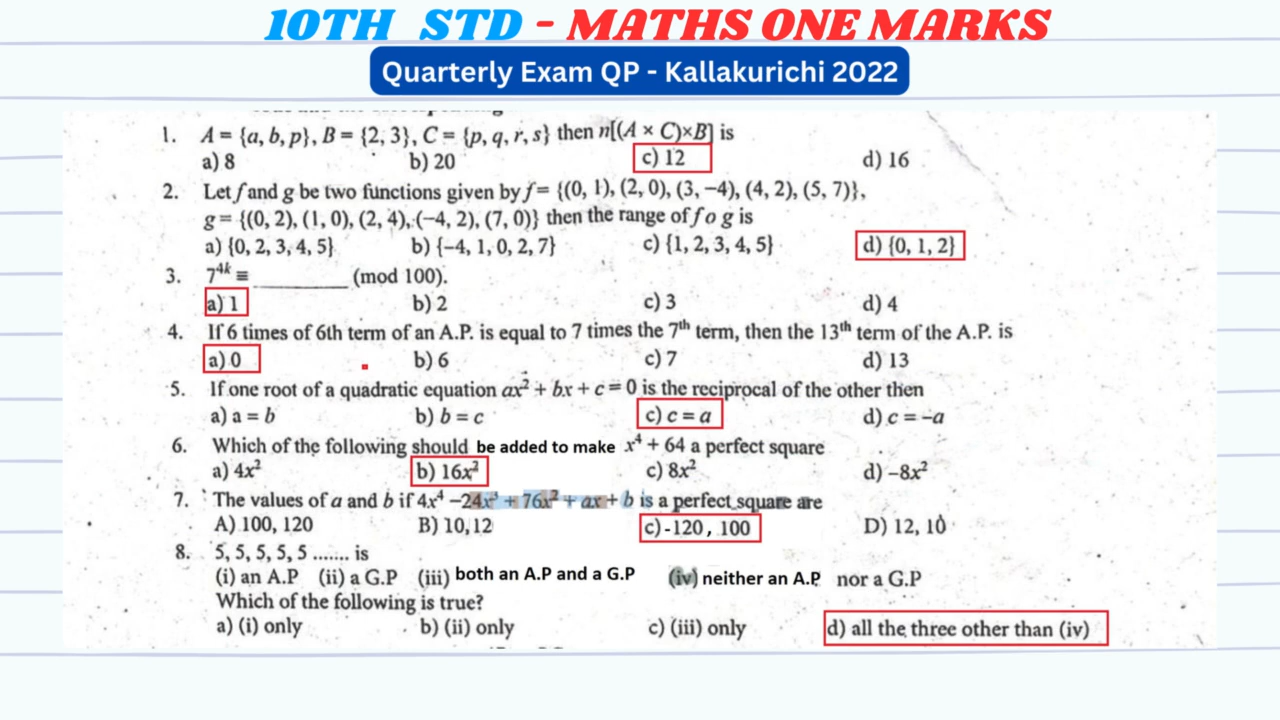 10TH STD - MATHS ONE MARKS
Quarterly Exam QP - Kallakurichi 2022
1. A = {a, b, p}, B = {2, 3}, C = {p, q, r, s} then n[(A × C)×B] is
a) 8 b) 20 c) 12 d) 16
2. Let f and g be two functions given by f = {(0, 1), (2, 0), (3, −4), (4, 2), (5, 7)},
g = {(0, 2), (1, 0), (2, 4), (−4, 2), (7, 0)} then the range of f o g is
a) {0, 2, 3, 4, 5} b) {−4, 1, 0, 2, 7} c) {1, 2, 3, 4, 5} d) {0, 1, 2}
3. 7⁴ᵏ ≡ ________ (mod 100).
a) 1 b) 2 c) 3 d) 4
4. If 6 times of 6th term of an A.P. is equal to 7 times the 7ᵗʰ term, then the 13ᵗʰ term of the A.P. is
a) 0 b) 6 c) 7 d) 13
5. If one root of a quadratic equation ax² + bx + c = 0 is the reciprocal of the other then
a) a = b b) b = c c) c = a d) c = −a
6. Which of the following should be added to make x⁴ + 64 a perfect square
a) 4x² b) 16x² c) 8x² d) −8x²
7. The values of a and b if 4x⁴ −24x³ + 76x² + ax + b is a perfect square are
A) 100, 120 B) 10, 12 c) -120 , 100 D) 12, 10
8. 5, 5, 5, 5, 5 ....... is
(i) an A.P (ii) a G.P (iii) both an A.P and a G.P (iv) neither an A.P nor a G.P
Which of the following is true?
a) (i) only b) (ii) only c) (iii) only d) all the three other than (iv)